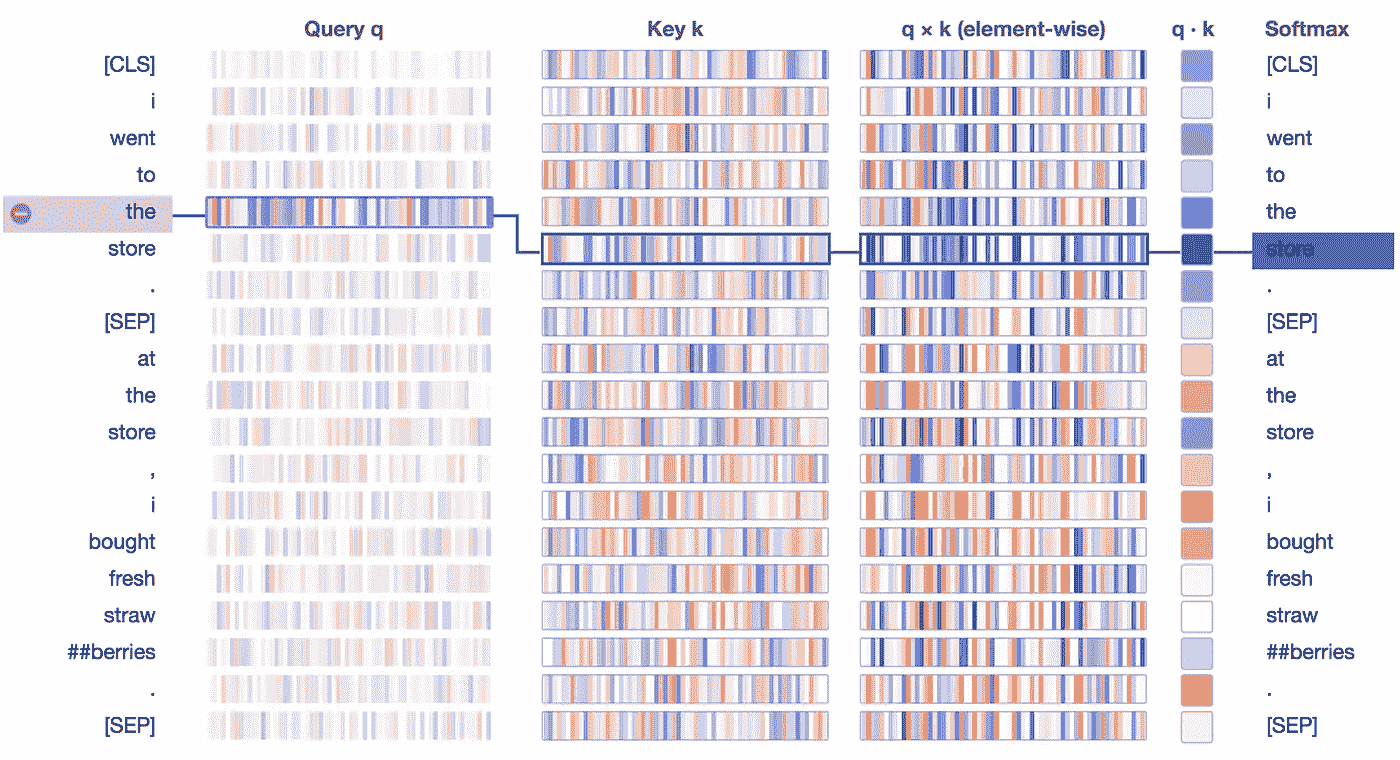 Query q Key k q × k (element-wise) q · k Softmax
[CLS] [CLS]
i i
went went
to to
the the
store store
. .
[SEP] [SEP]
at at
the the
store store
, ,
i i
bought bought
fresh fresh
straw straw
##berries ##berries
. .
[SEP] [SEP]